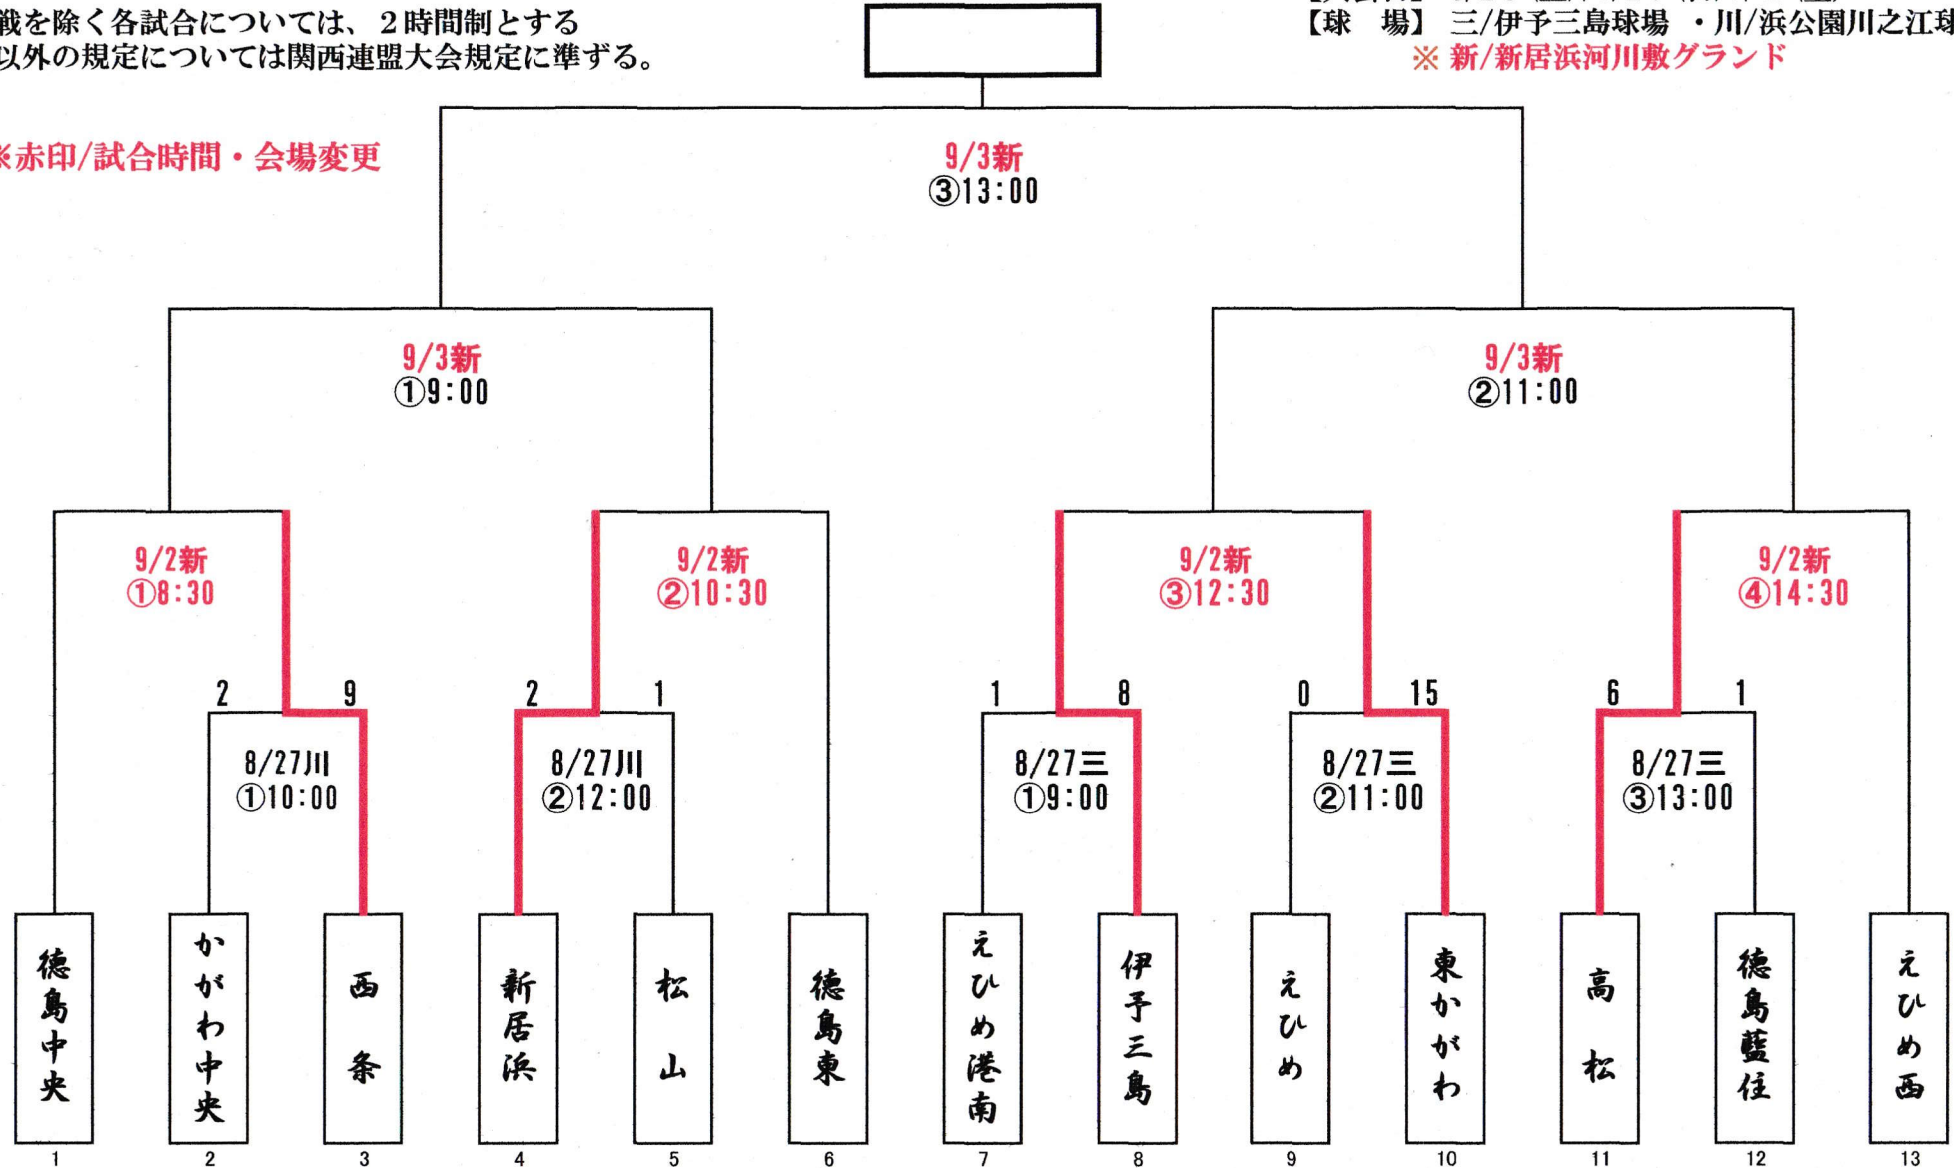 戦を除く各試合については、２時間制とする
以外の規定については関西連盟大会規定に準ずる。
【球　場】 三/伊予三島球場 ・川/浜公園川之江球
※ 新/新居浜河川敷グランド
※赤印/試合時間・会場変更
9/3新
③13:00
9/3新
①9:00
9/3新
②11:00
9/2新
①8:30
9/2新
②10:30
9/2新
③12:30
9/2新
④14:30
2 9
2 1
1 8
0 15
6 1
8/27川
①10:00
8/27川
②12:00
8/27三
①9:00
8/27三
②11:00
8/27三
③13:00
徳島中央
かがわ中央
西条
新居浜
松山
徳島東
えひめ港南
伊予三島
えひめ
東かがわ
高松
徳島藍住
えひめ西
1 2 3 4 5 6 7 8 9 10 11 12 13